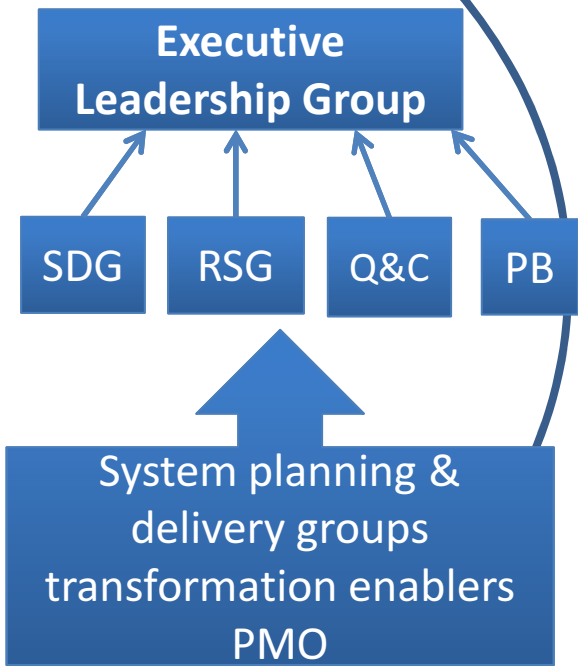 Executive
Leadership Group
SDG
RSG
Q&C
PB
System planning &
delivery groups
transformation enablers
PMO